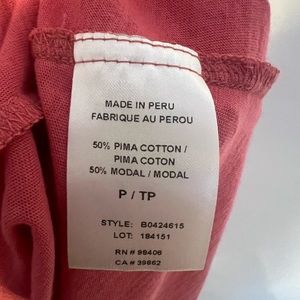 MADE IN PERU
FABRIQUE AU PEROU
50% PIMA COTTON /
PIMA COTON
50% MODAL / MODAL
P / TP
STYLE: B0424615
LOT: 184151
RN # 99406
CA # 39862